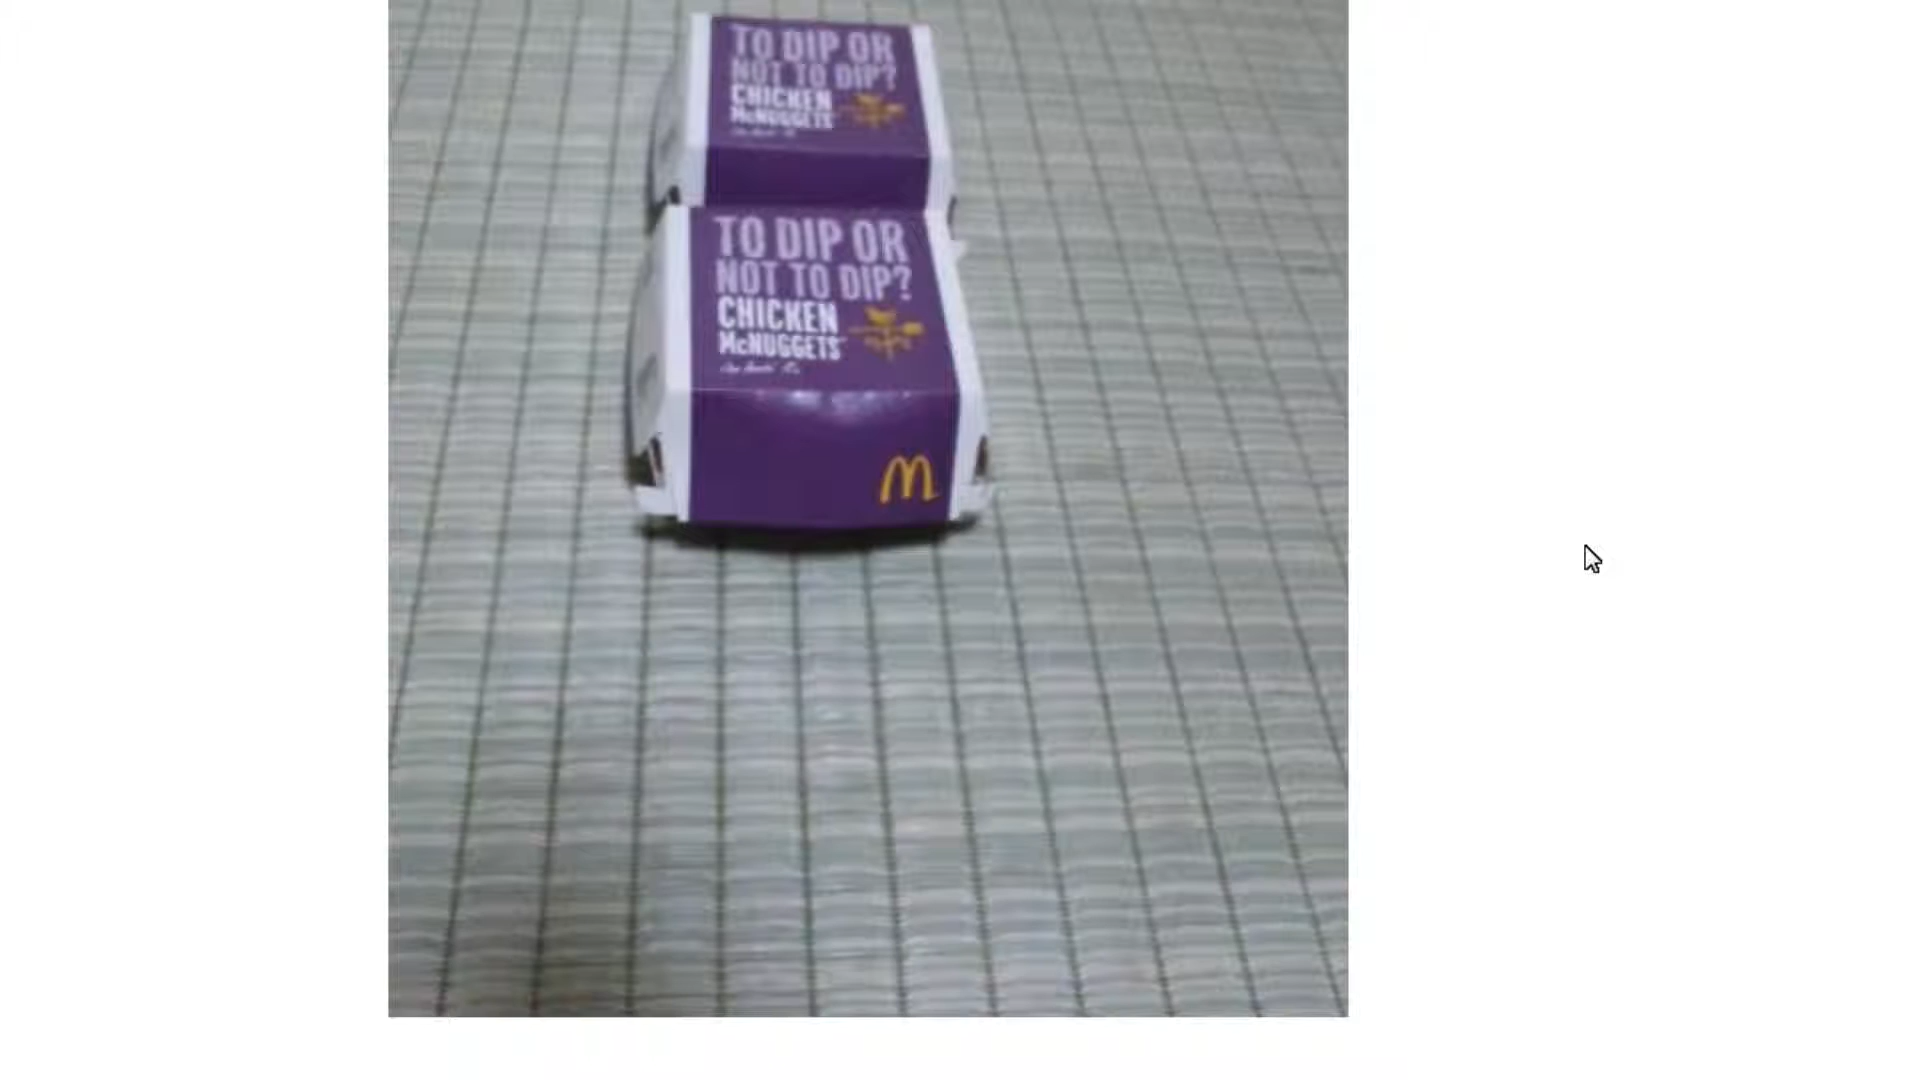 TO DIP OR
NOT TO DIP?
CHICKEN
McNUGGETS
TO DIP OR
NOT TO DIP?
CHICKEN
McNUGGETS
M